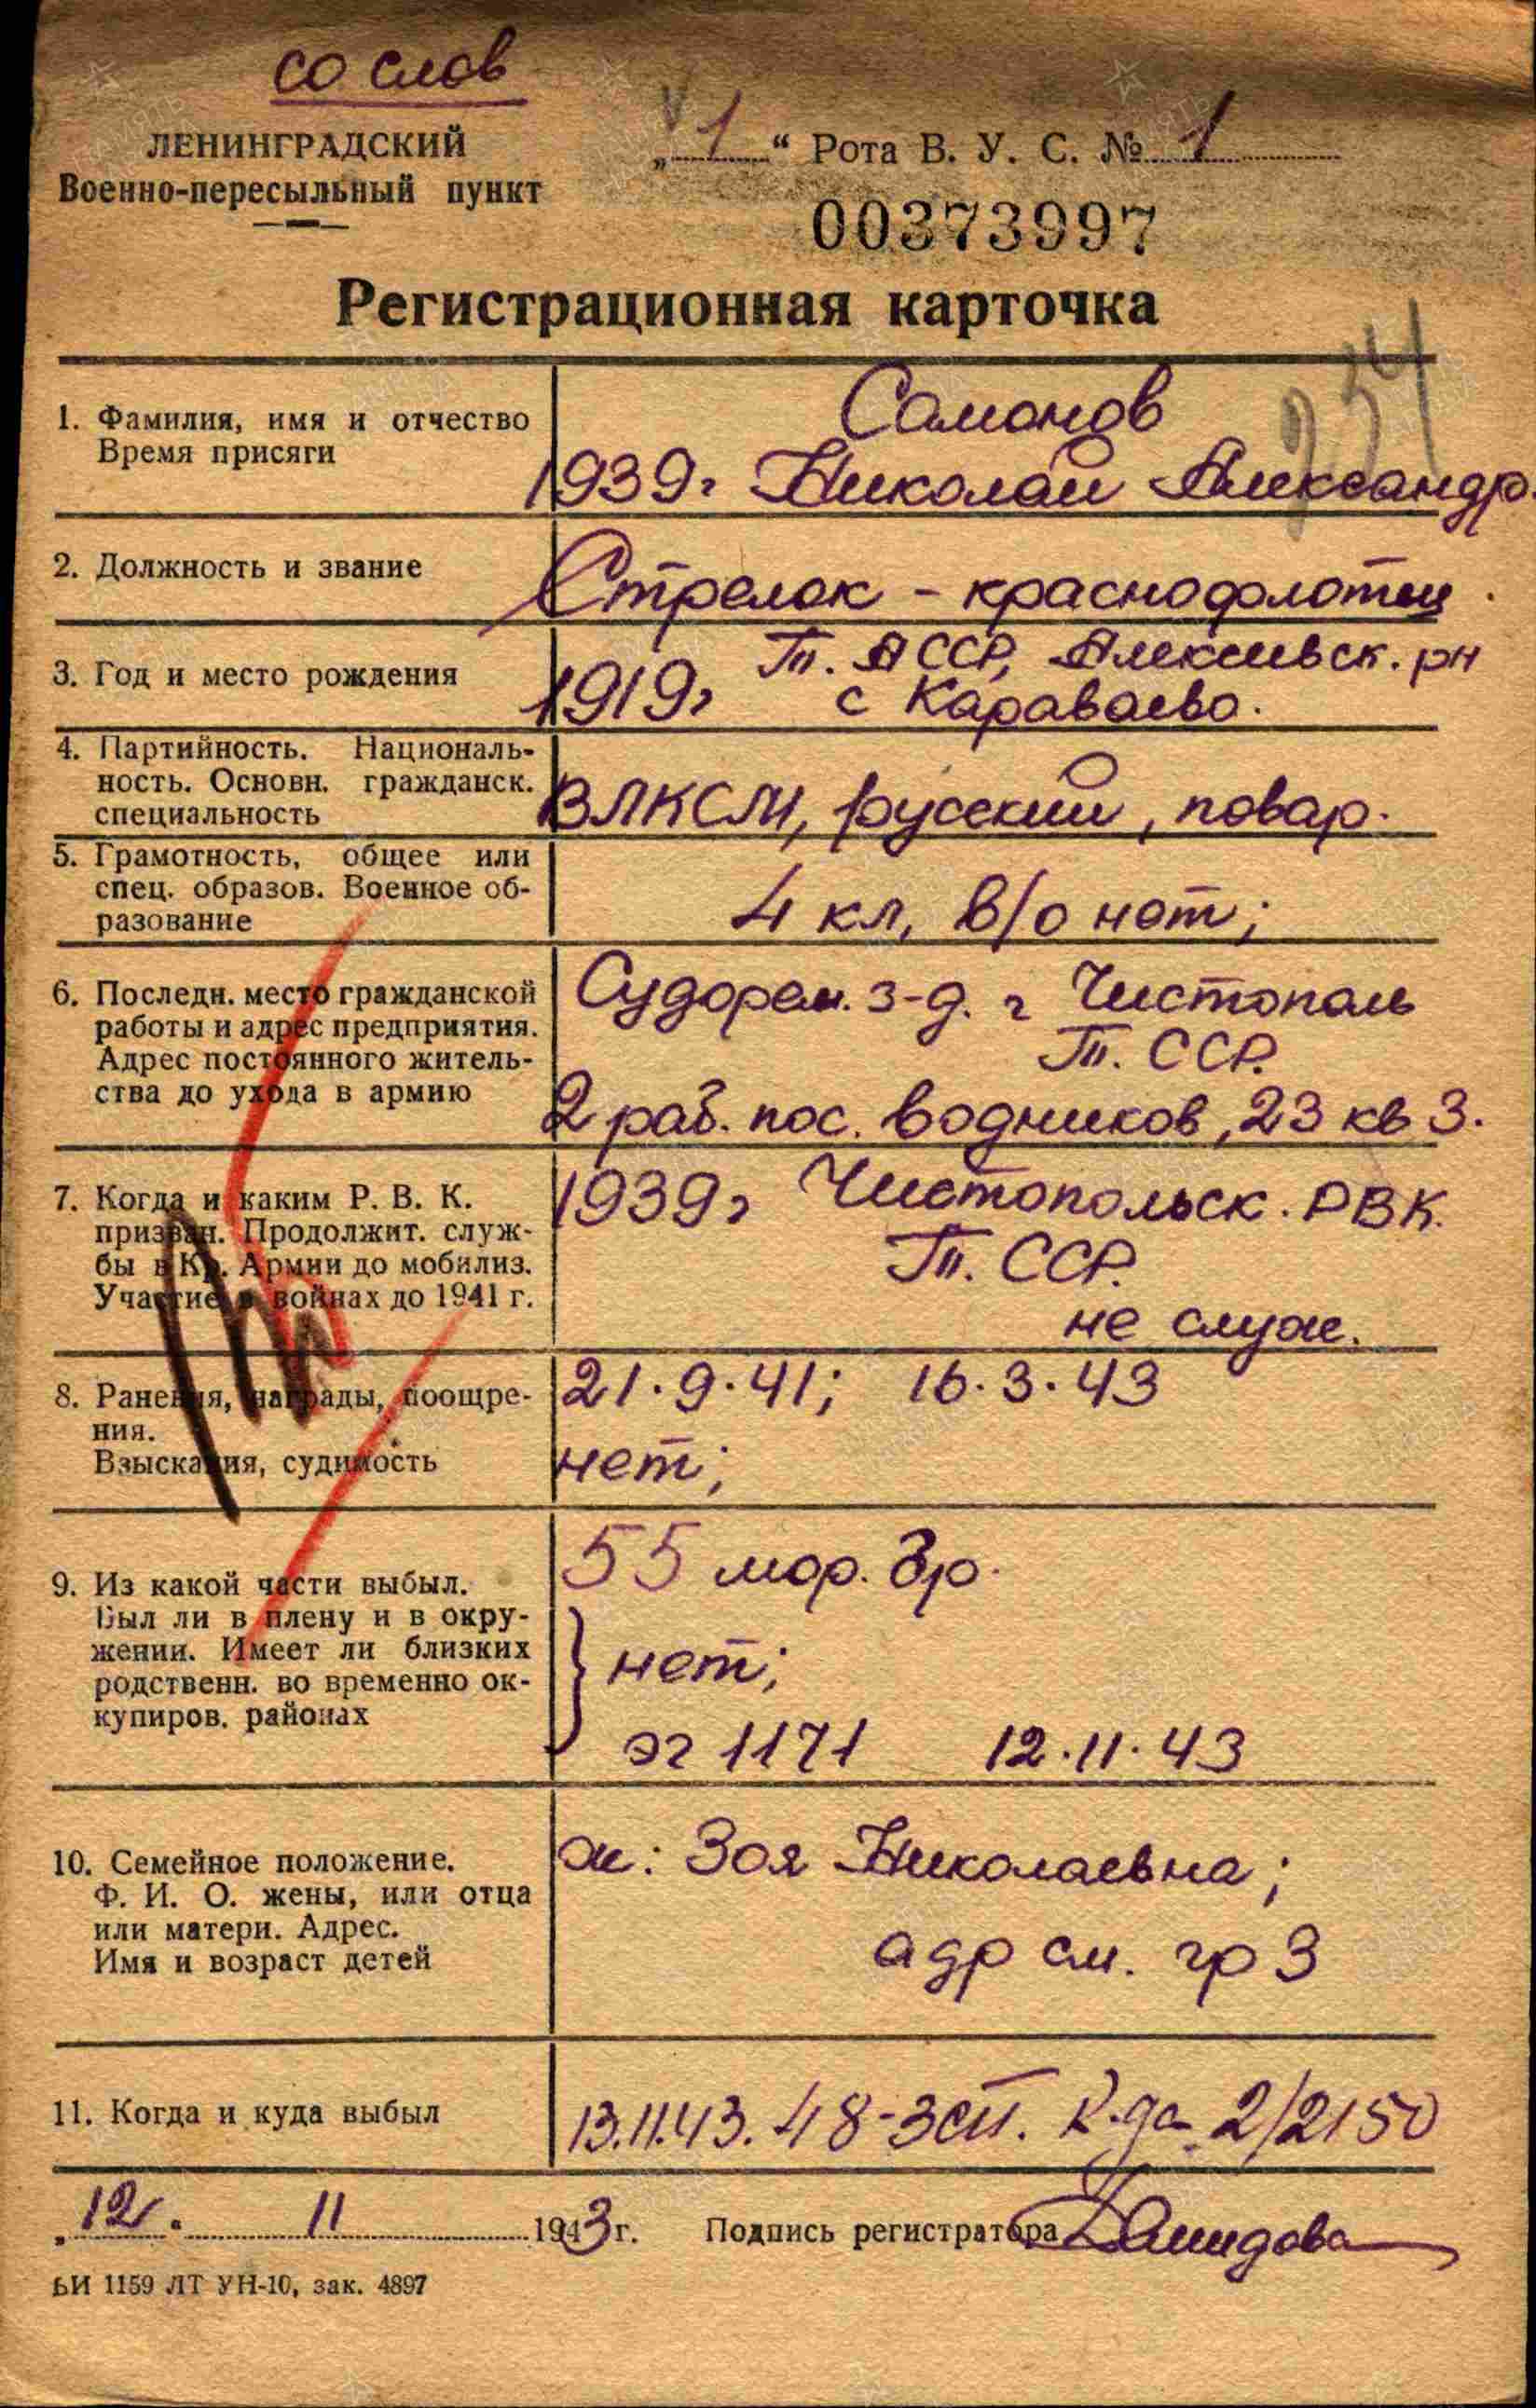 со слов
ЛЕНИНГРАДСКИЙ
Военно-пересыльный пункт
„ 1 “ Рота В. У. С. № 1
00373997
Регистрационная карточка
234
1. Фамилия, имя и отчество
Время присяги
Самонов
1939г Николай Александр.
2. Должность и звание
Стрелок - краснофлотец.
3. Год и место рождения
Т. АССР, Алексеевск. рн
1919г с Караваево.
4. Партийность. Националь-
ность. Основн. гражданск.
специальность
ВЛКСМ, русский, повар.
5. Грамотность, общее или
спец. образов. Военное об-
разование
4 кл, в/о нет;
6. Последн. место гражданской
работы и адрес предприятия.
Адрес постоянного житель-
ства до ухода в армию
Судорем. з-д. г Чистополь
Т. ССР.
2 раб. пос. водников, 23 кв 3.
7. Когда и каким Р. В. К.
призван. Продолжит. служ-
бы в Кр. Армии до мобилиз.
Участие в войнах до 1941 г.
1939г Чистопольск. РВК.
Т. ССР.
не служ.
8. Ранения, награды, поощре-
ния.
Взыскания, судимость
21.9.41; 16.3.43
нет;
9. Из какой части выбыл.
Был ли в плену и в окру-
жении. Имеет ли близких
родственн. во временно ок-
купиров. районах
55 мор. бр.
нет;
эг 1171 12.11.43
10. Семейное положение.
Ф. И. О. жены, или отца
или матери. Адрес.
Имя и возраст детей
ж: Зоя Николаевна;
адр см. гр 3
11. Когда и куда выбыл
13.11.43. 48-ЗСП. К-да 2/2150
„12. 11 1943 г. Подпись регистратора Демидова
ВИ 1159 ЛТ УН-10, зак. 4897